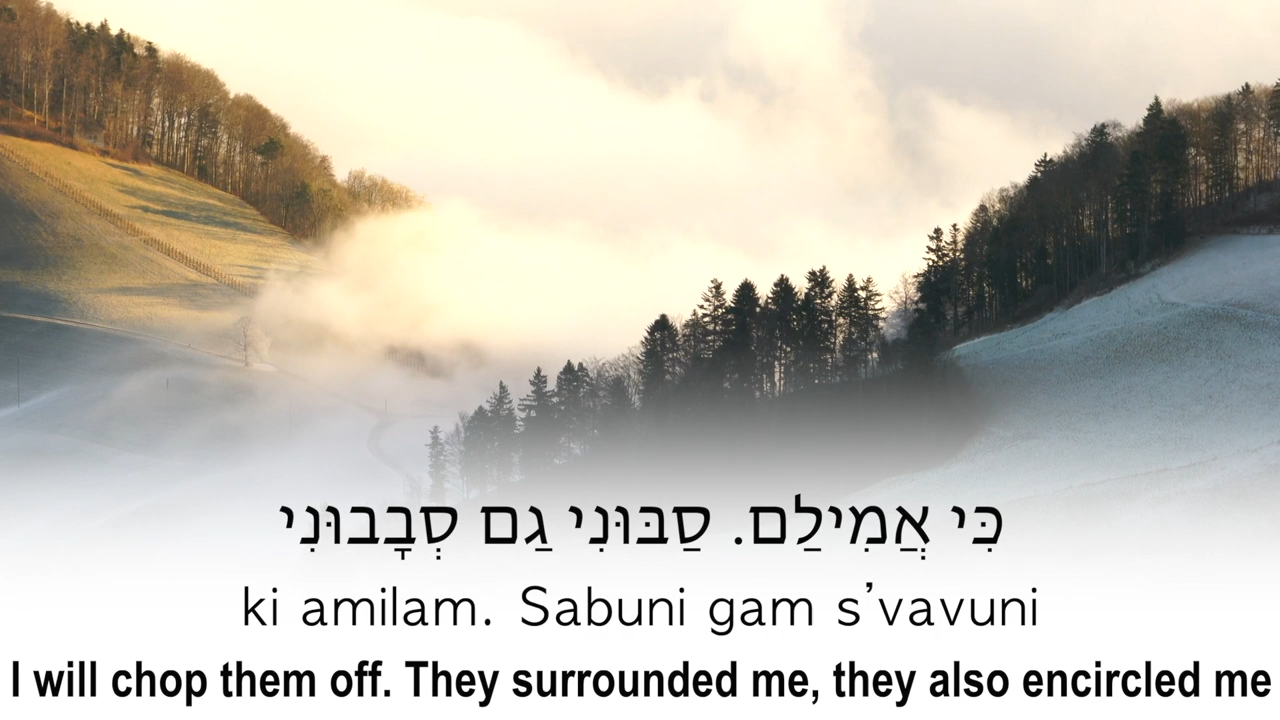 כִּי אֲמִילַם. סַבּוּנִי גַם סְבָבוּנִי
ki amilam. Sabuni gam s’vavuni
I will chop them off. They surrounded me, they also encircled me